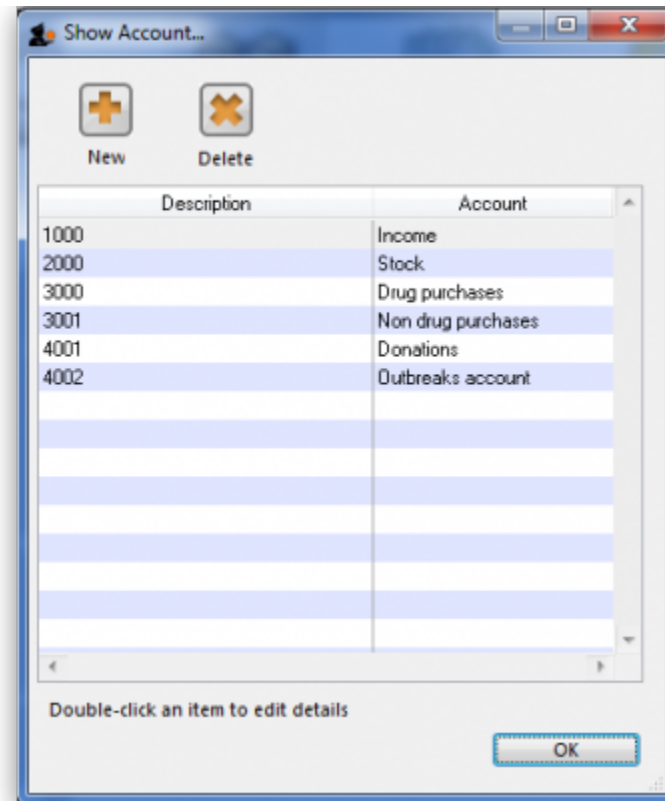 Show Account...
New Delete
Description Account
1000 Income
2000 Stock
3000 Drug purchases
3001 Non drug purchases
4001 Donations
4002 Outbreaks account
Double-click an item to edit details
OK